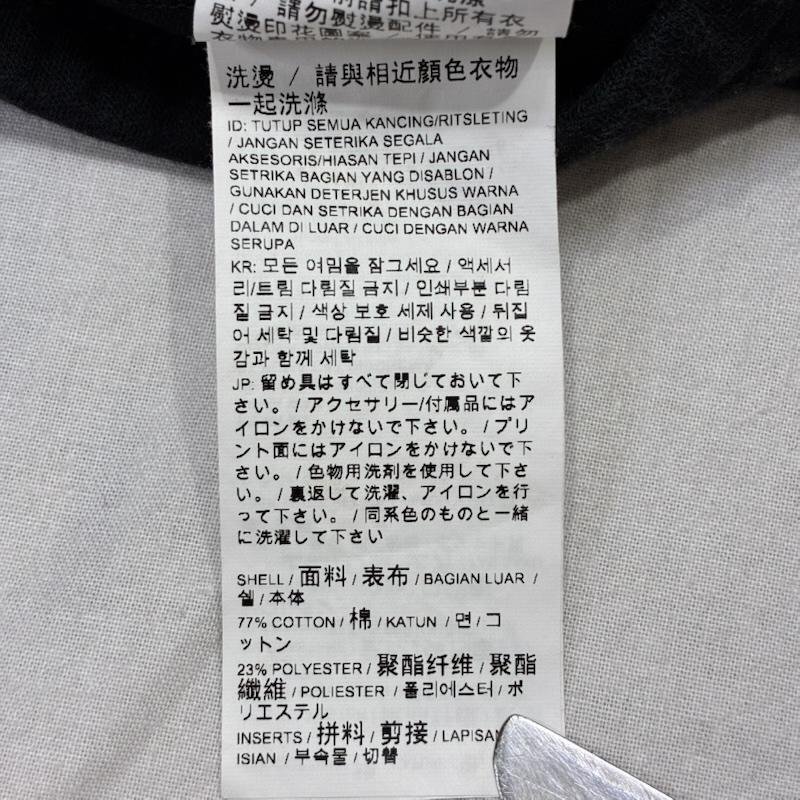 請勿熨燙配件 / 請勿
熨燙印花圖案
洗燙 / 請與相近顏色衣物
一起洗滌
ID: TUTUP SEMUA KANCING/RITSLETING
/ JANGAN SETERIKA SEGALA
AKSESORIS/HIASAN TEPI / JANGAN
SETRIKA BAGIAN YANG DISABLON /
GUNAKAN DETERJEN KHUSUS WARNA
/ CUCI DAN SETRIKA DENGAN BAGIAN
DALAM DI LUAR / CUCI DENGAN WARNA
SERUPA
KR: 모든 여밈을 잠그세요 / 액세서
리/트림 다림질 금지 / 인쇄부분 다림
질 금지 / 색상 보호 세제 사용 / 뒤집
어 세탁 및 다림질 / 비슷한 색깔의 옷
감과 함께 세탁
JP: 留め具はすべて閉じておいて下
さい。 / アクセサリー/付属品にはア
イロンをかけないで下さい。 / プリ
ント面にはアイロンをかけないで下
さい。 / 色物用洗剤を使用して下さ
い。 / 裏返して洗濯、アイロンを行
って下さい。 / 同系色のものと一緒
に洗濯して下さい
SHELL / 面料 / 表布 / BAGIAN LUAR /
쉘 / 本体
77% COTTON / 棉 / KATUN / 면 / コ
ットン
23% POLYESTER / 聚酯纤维 / 聚酯
纖維 / POLIESTER / 폴리에스터 / ポ
リエステル
INSERTS / 拼料 / 剪接 / LAPISAN
ISIAN / 부속물 / 切替